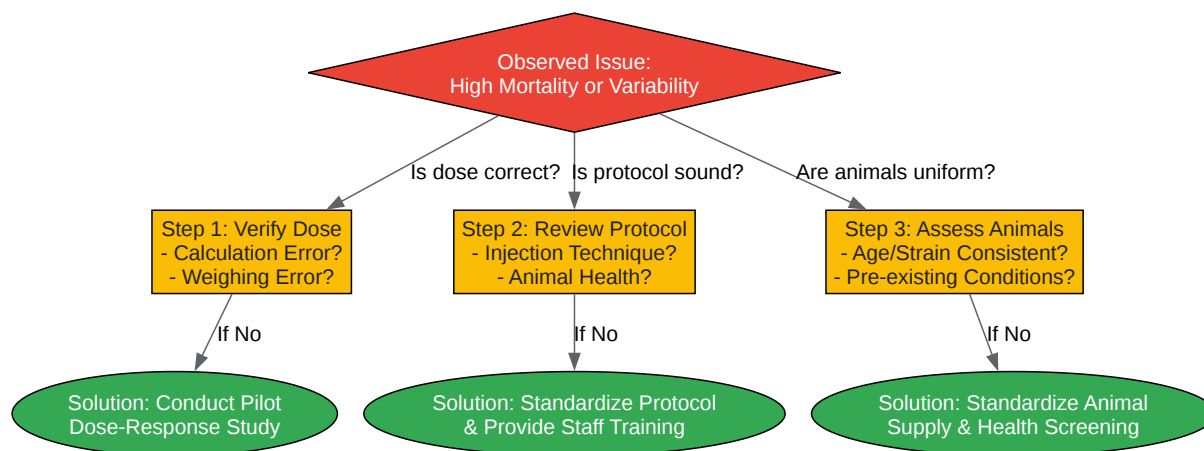 Observed Issue:
High Mortality or Variability
Is dose correct?
Is protocol sound?
Are animals uniform?
Step 1: Verify Dose
- Calculation Error?
- Weighing Error?
Step 2: Review Protocol
- Injection Technique?
- Animal Health?
Step 3: Assess Animals
- Age/Strain Consistent?
- Pre-existing Conditions?
If No
If No
If No
Solution: Conduct Pilot
Dose-Response Study
Solution: Standardize Protocol
& Provide Staff Training
Solution: Standardize Animal
Supply & Health Screening